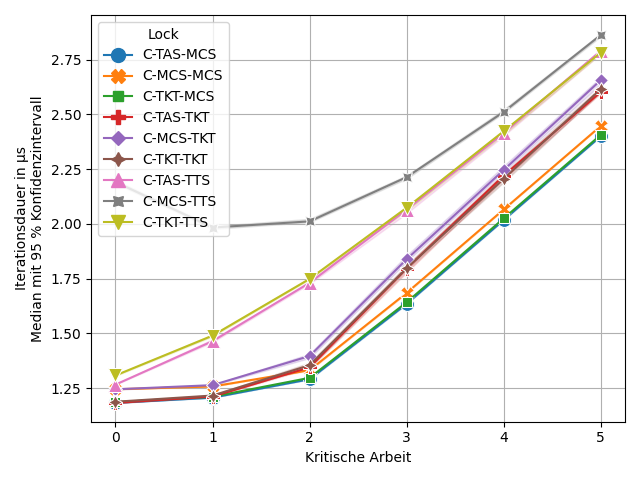 Lock
C-TAS-MCS
C-MCS-MCS
C-TKT-MCS
C-TAS-TKT
C-MCS-TKT
C-TKT-TKT
C-TAS-TTS
C-MCS-TTS
C-TKT-TTS
2.75
2.50
2.25
2.00
1.75
1.50
1.25
0 1 2 3 4 5
Kritische Arbeit
Iterationsdauer in µs
Median mit 95 % Konfidenzintervall